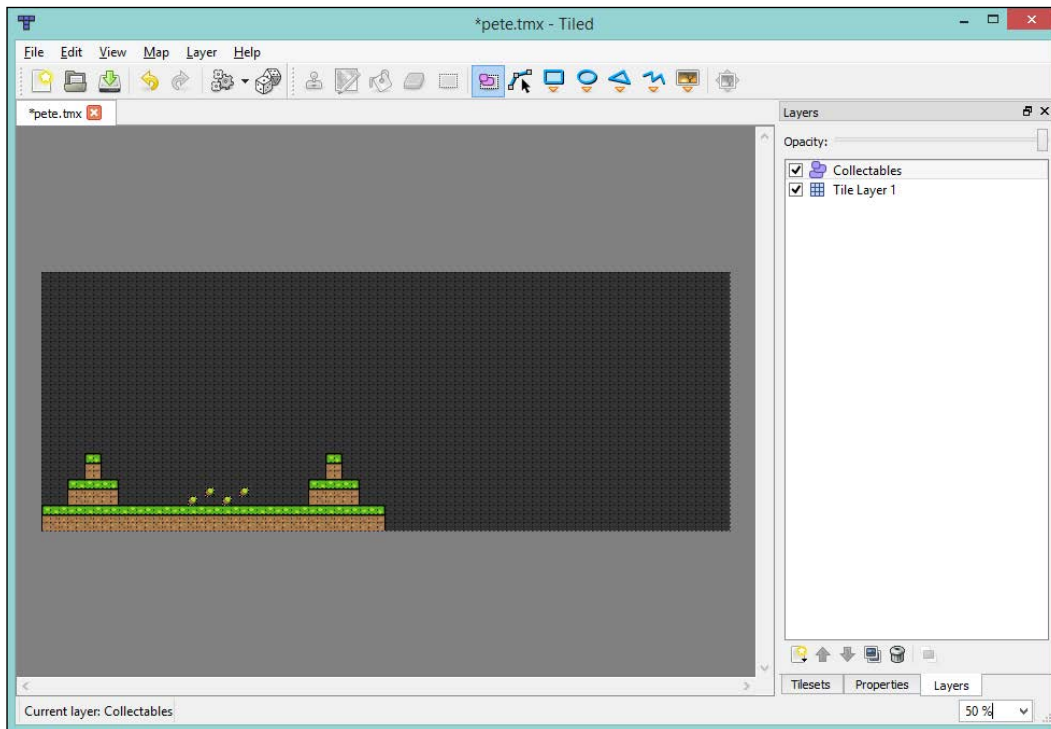 *pete.tmx - Tiled
File Edit View Map Layer Help
*pete.tmx
Layers
Opacity:
Collectables
Tile Layer 1
Tilesets Properties Layers
Current layer: Collectables
50 %